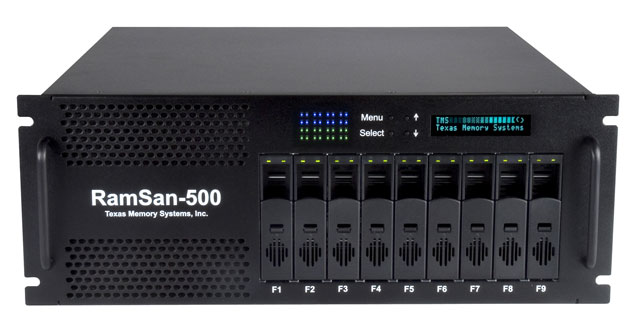 Menu ↑
Select ↓
TMS <>
Texas Memory Systems
RamSan-500
Texas Memory Systems, Inc.
F1 F2 F3 F4 F5 F6 F7 F8 F9